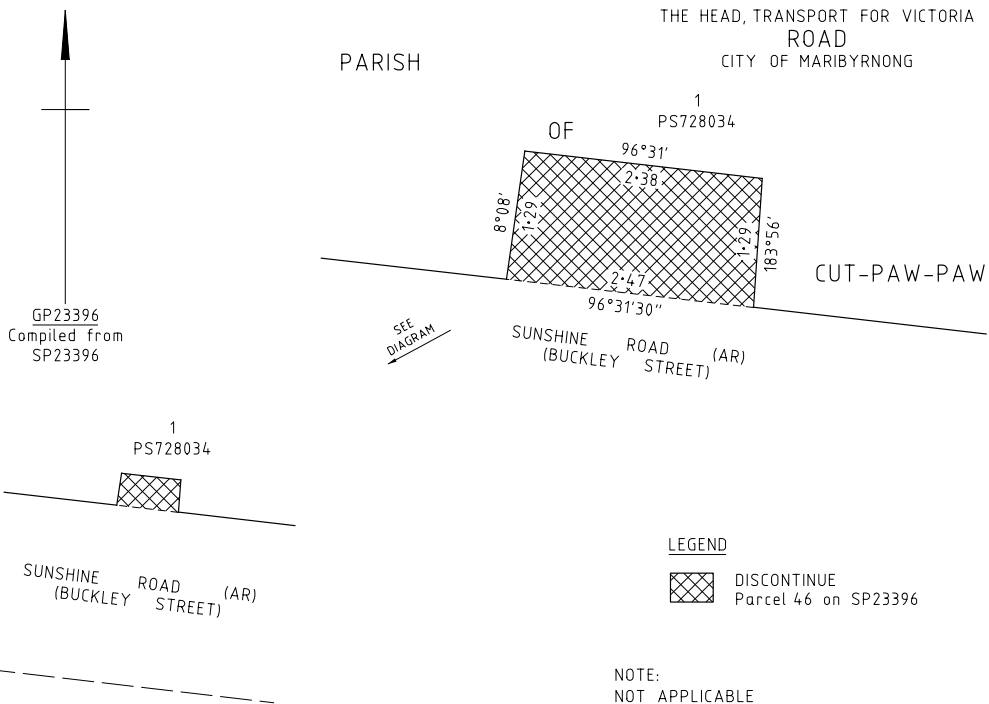 THE HEAD, TRANSPORT FOR VICTORIA
ROAD
CITY OF MARIBYRNONG
PARISH
OF
CUT-PAW-PAW
1
PS728034
96°31'
2·38
8°08'
1·29
1·29
183°56'
2·47
96°31'30"
SEE
DIAGRAM
SUNSHINE ROAD (AR)
(BUCKLEY STREET)
GP23396
Compiled from
SP23396
1
PS728034
SUNSHINE ROAD (AR)
(BUCKLEY STREET)
LEGEND
DISCONTINUE
Parcel 46 on SP23396
NOTE:
NOT APPLICABLE